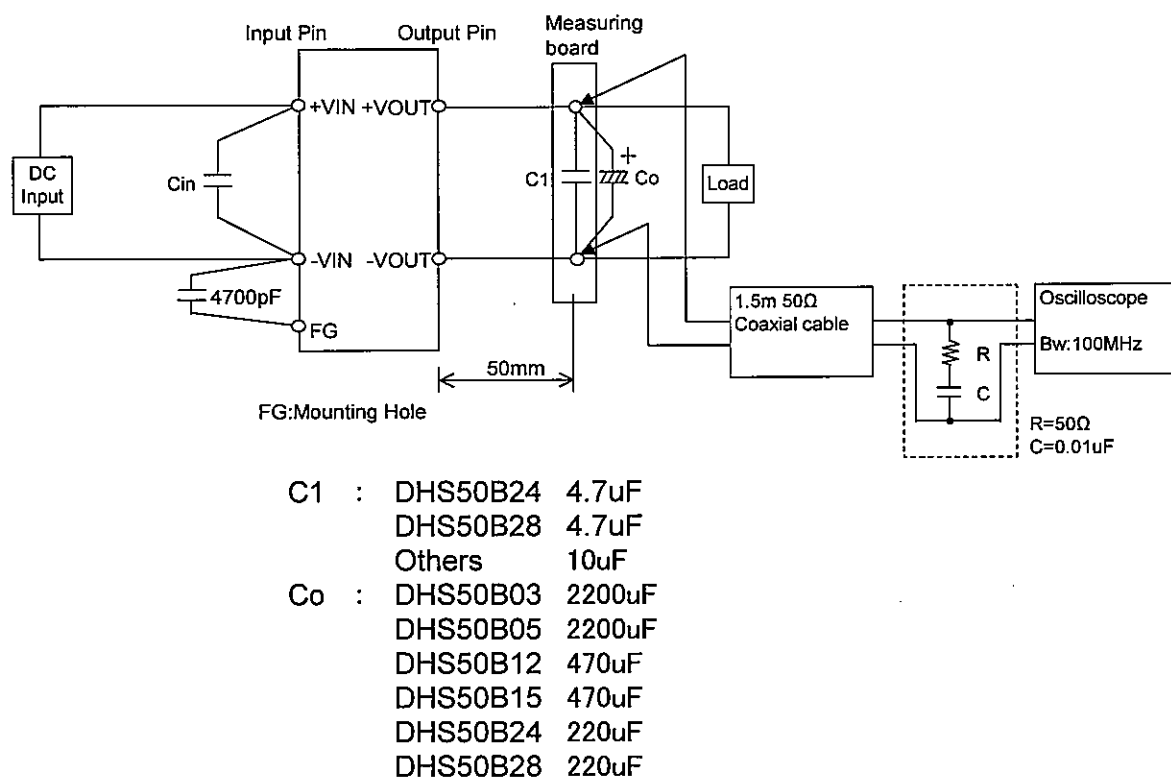 Input Pin Output Pin
Measuring
board
+VIN +VOUT
DC
Input
Cin
C1
+
Co
Load
-VIN -VOUT
4700pF
FG
1.5m 50Ω
Coaxial cable
Oscilloscope
Bw:100MHz
R
C
50mm
FG:Mounting Hole
R=50Ω
C=0.01uF
C1 : DHS50B24 4.7uF
DHS50B28 4.7uF
Others 10uF
Co : DHS50B03 2200uF
DHS50B05 2200uF
DHS50B12 470uF
DHS50B15 470uF
DHS50B24 220uF
DHS50B28 220uF